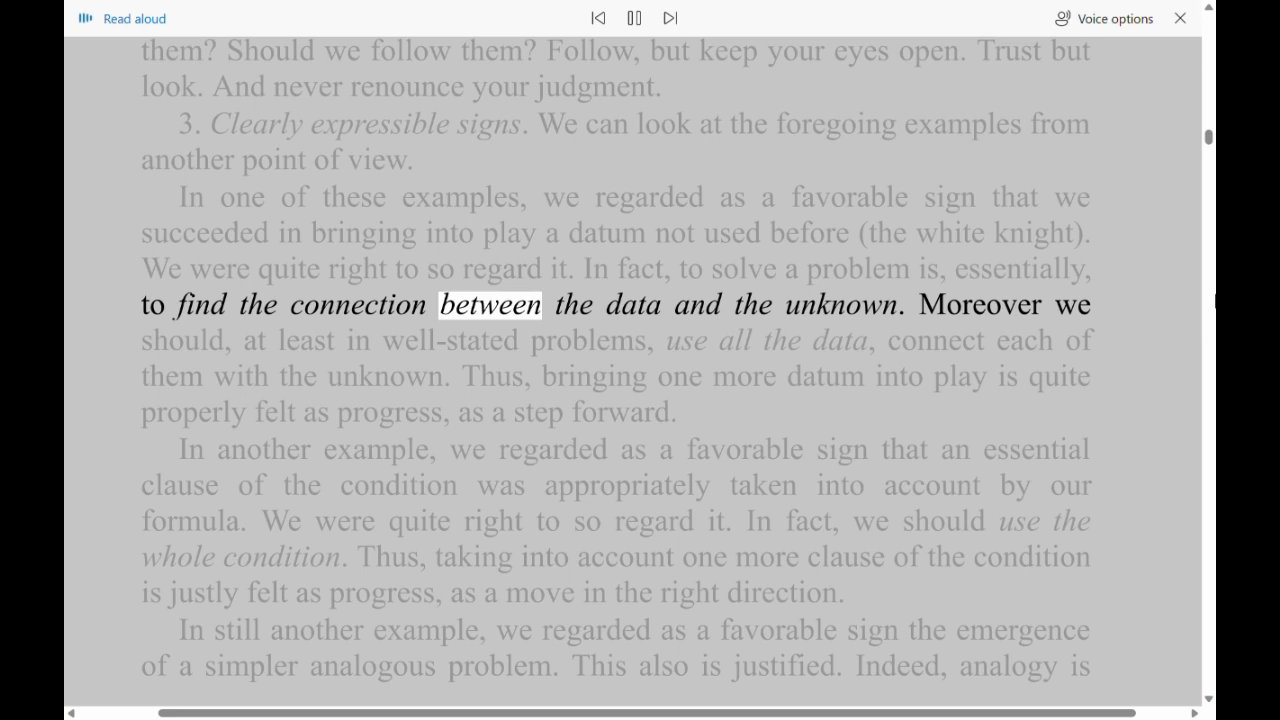 Read aloud
Voice options
them? Should we follow them? Follow, but keep your eyes open. Trust but
look. And never renounce your judgment.
3. Clearly expressible signs. We can look at the foregoing examples from
another point of view.
In one of these examples, we regarded as a favorable sign that we
succeeded in bringing into play a datum not used before (the white knight).
We were quite right to so regard it. In fact, to solve a problem is, essentially,
to find the connection between the data and the unknown. Moreover we
should, at least in well-stated problems, use all the data, connect each of
them with the unknown. Thus, bringing one more datum into play is quite
properly felt as progress, as a step forward.
In another example, we regarded as a favorable sign that an essential
clause of the condition was appropriately taken into account by our
formula. We were quite right to so regard it. In fact, we should use the
whole condition. Thus, taking into account one more clause of the condition
is justly felt as progress, as a move in the right direction.
In still another example, we regarded as a favorable sign the emergence
of a simpler analogous problem. This also is justified. Indeed, analogy is